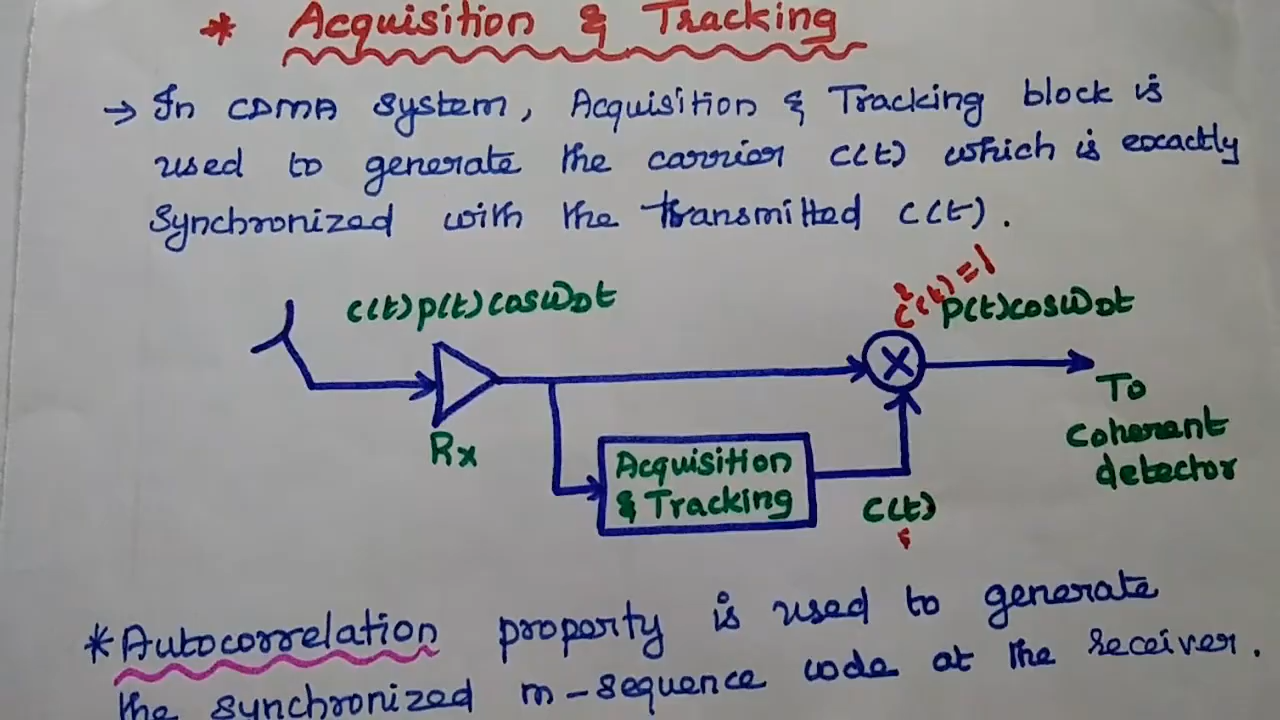 * Acquisition & Tracking
→ In CDMA system, Acquisition & Tracking block is
used to generate the carrier c(t) which is exactly
synchronized with the transmitted c(t).
c²(t)=1
c(t)p(t)cosω₀t
p(t)cosω₀t
To
coherent
detector
Rx
Acquisition
& Tracking
c(t)
*Autocorrelation property is used to generate
the synchronized m-sequence code at the receiver.